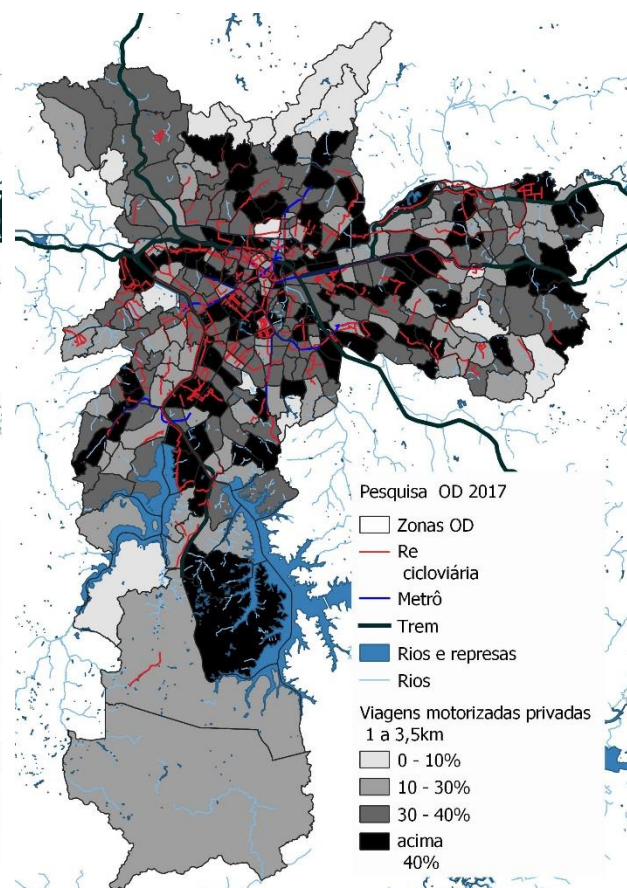 Pesquisa OD 2017
Zonas OD
Re
cicloviária
Metrô
Trem
Rios e represas
Rios
Viagens motorizadas privadas
1 a 3,5km
0 - 10%
10 - 30%
30 - 40%
acima
40%